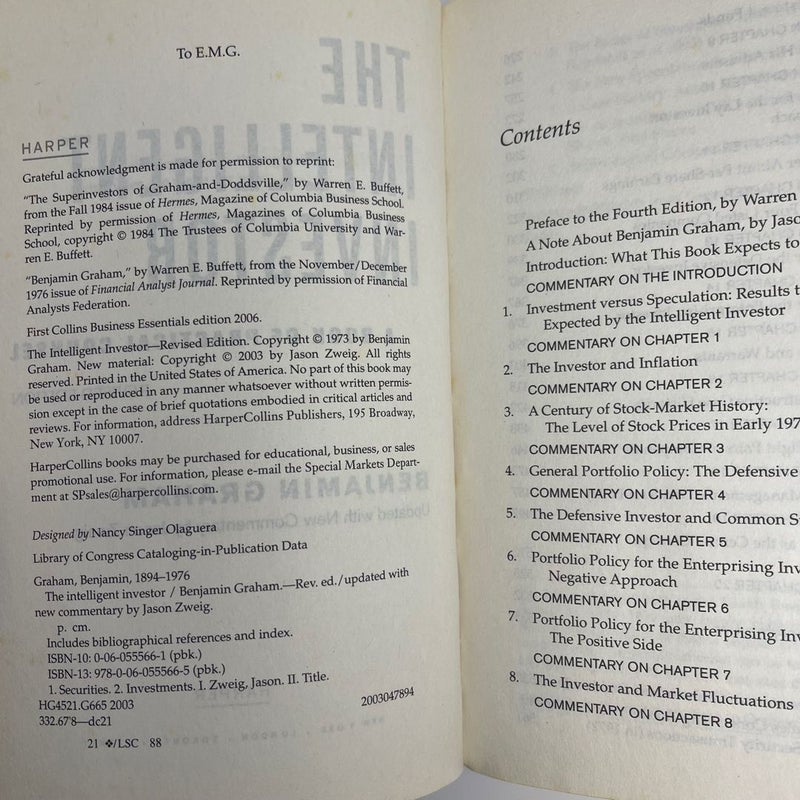 To E.M.G.
HARPER
Grateful acknowledgment is made for permission to reprint:
"The Superinvestors of Graham-and-Doddsville," by Warren E. Buffett,
from the Fall 1984 issue of Hermes, Magazine of Columbia Business School.
Reprinted by permission of Hermes, Magazines of Columbia Business
School, copyright © 1984 The Trustees of Columbia University and War-
ren E. Buffett.
"Benjamin Graham," by Warren E. Buffett, from the November/December
1976 issue of Financial Analyst Journal. Reprinted by permission of Financial
Analysts Federation.
First Collins Business Essentials edition 2006.
The Intelligent Investor—Revised Edition. Copyright © 1973 by Benjamin
Graham. New material: Copyright © 2003 by Jason Zweig. All rights
reserved. Printed in the United States of America. No part of this book may
be used or reproduced in any manner whatsoever without written permis-
sion except in the case of brief quotations embodied in critical articles and
reviews. For information, address HarperCollins Publishers, 195 Broadway,
New York, NY 10007.
HarperCollins books may be purchased for educational, business, or sales
promotional use. For information, please e-mail the Special Markets Depart-
ment at SPsales@harpercollins.com.
Designed by Nancy Singer Olaguera
Library of Congress Cataloging-in-Publication Data
Graham, Benjamin, 1894–1976
The intelligent investor / Benjamin Graham.—Rev. ed./updated with
new commentary by Jason Zweig.
p. cm.
Includes bibliographical references and index.
ISBN-10: 0-06-055566-1 (pbk.)
ISBN-13: 978-0-06-055566-5 (pbk.)
1. Securities. 2. Investments. I. Zweig, Jason. II. Title.
HG4521.G665 2003
332.67'8—dc21 2003047894
21 ❖/LSC 88
Contents
Preface to the Fourth Edition, by Warren
A Note About Benjamin Graham, by Jaso
Introduction: What This Book Expects to
COMMENTARY ON THE INTRODUCTION
1. Investment versus Speculation: Results t
Expected by the Intelligent Investor
COMMENTARY ON CHAPTER 1
2. The Investor and Inflation
COMMENTARY ON CHAPTER 2
3. A Century of Stock-Market History:
The Level of Stock Prices in Early 197
COMMENTARY ON CHAPTER 3
4. General Portfolio Policy: The Defensive
COMMENTARY ON CHAPTER 4
5. The Defensive Investor and Common S
COMMENTARY ON CHAPTER 5
6. Portfolio Policy for the Enterprising Inv
Negative Approach
COMMENTARY ON CHAPTER 6
7. Portfolio Policy for the Enterprising Inv
The Positive Side
COMMENTARY ON CHAPTER 7
8. The Investor and Market Fluctuations
COMMENTARY ON CHAPTER 8